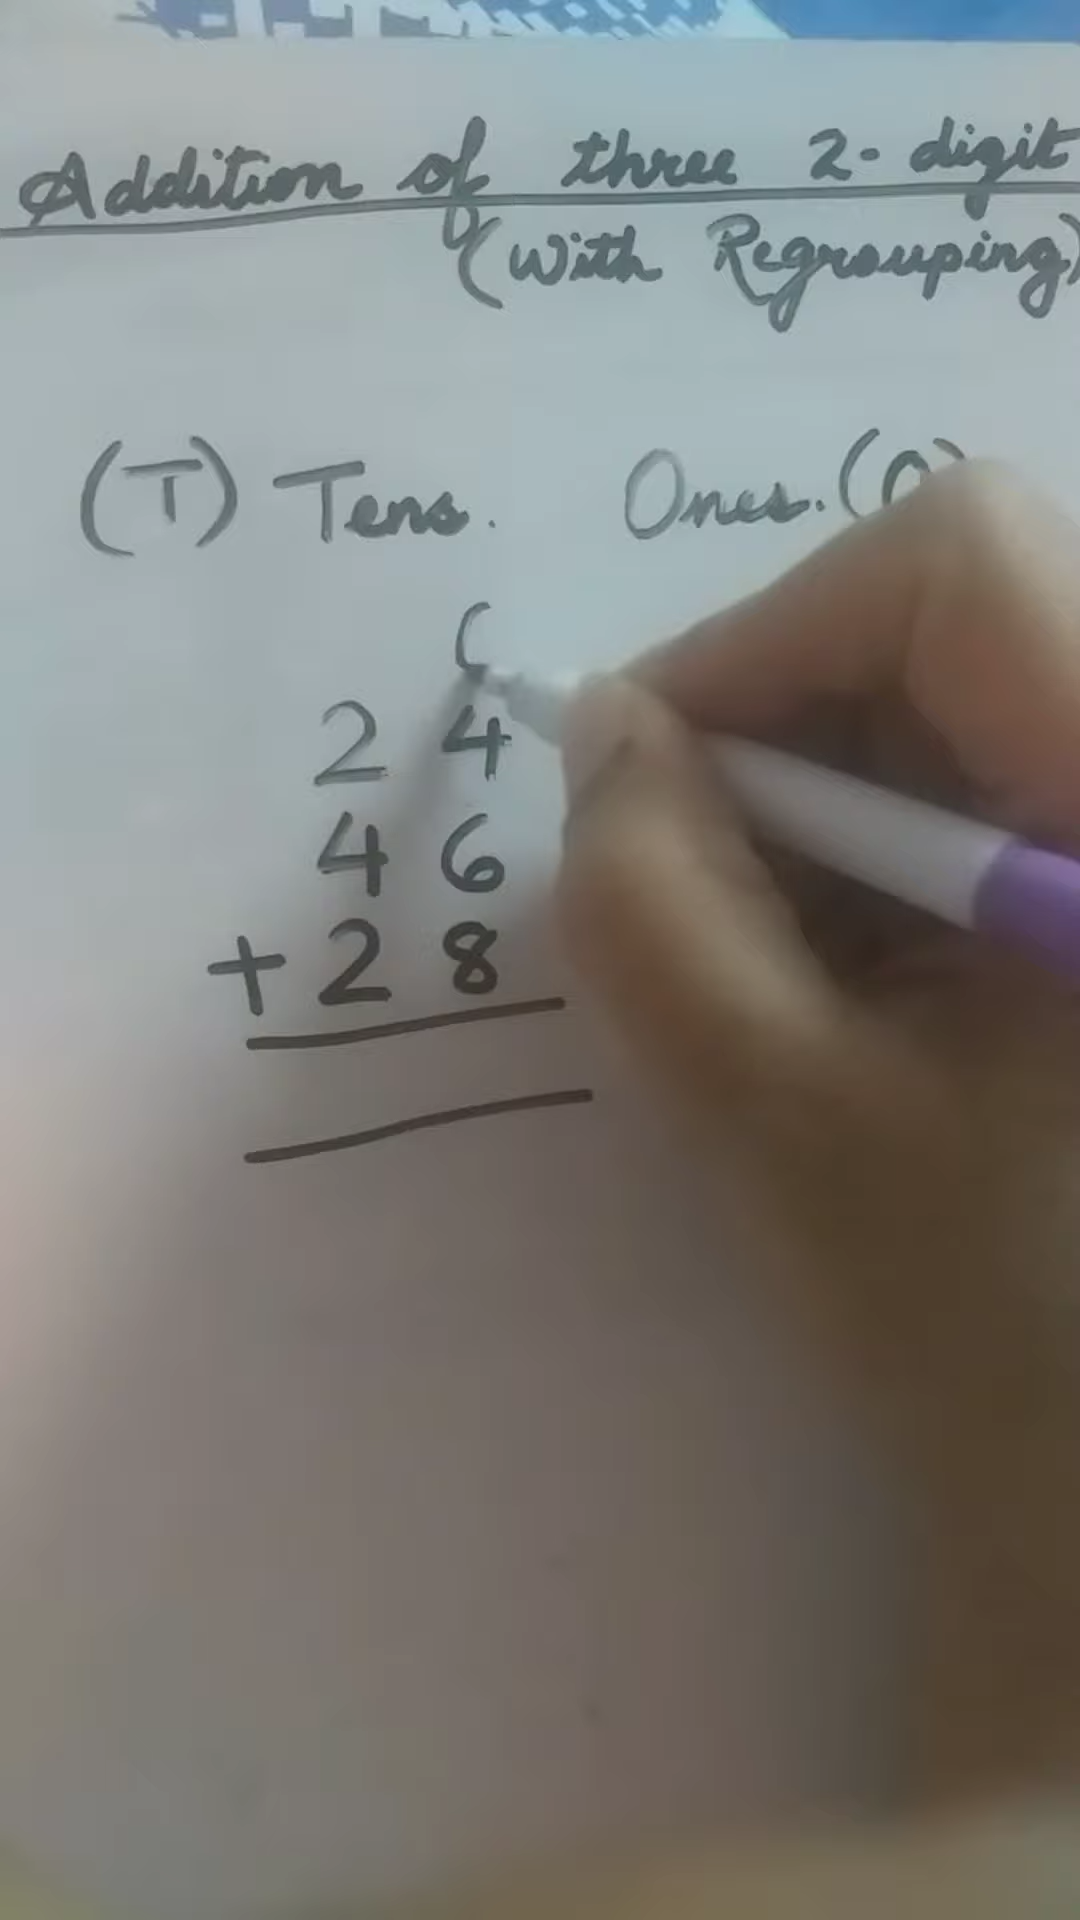 Addition of three 2-digit
(With Regrouping)
(T) Tens. Ones. (O)
2 4
4 6
+ 2 8